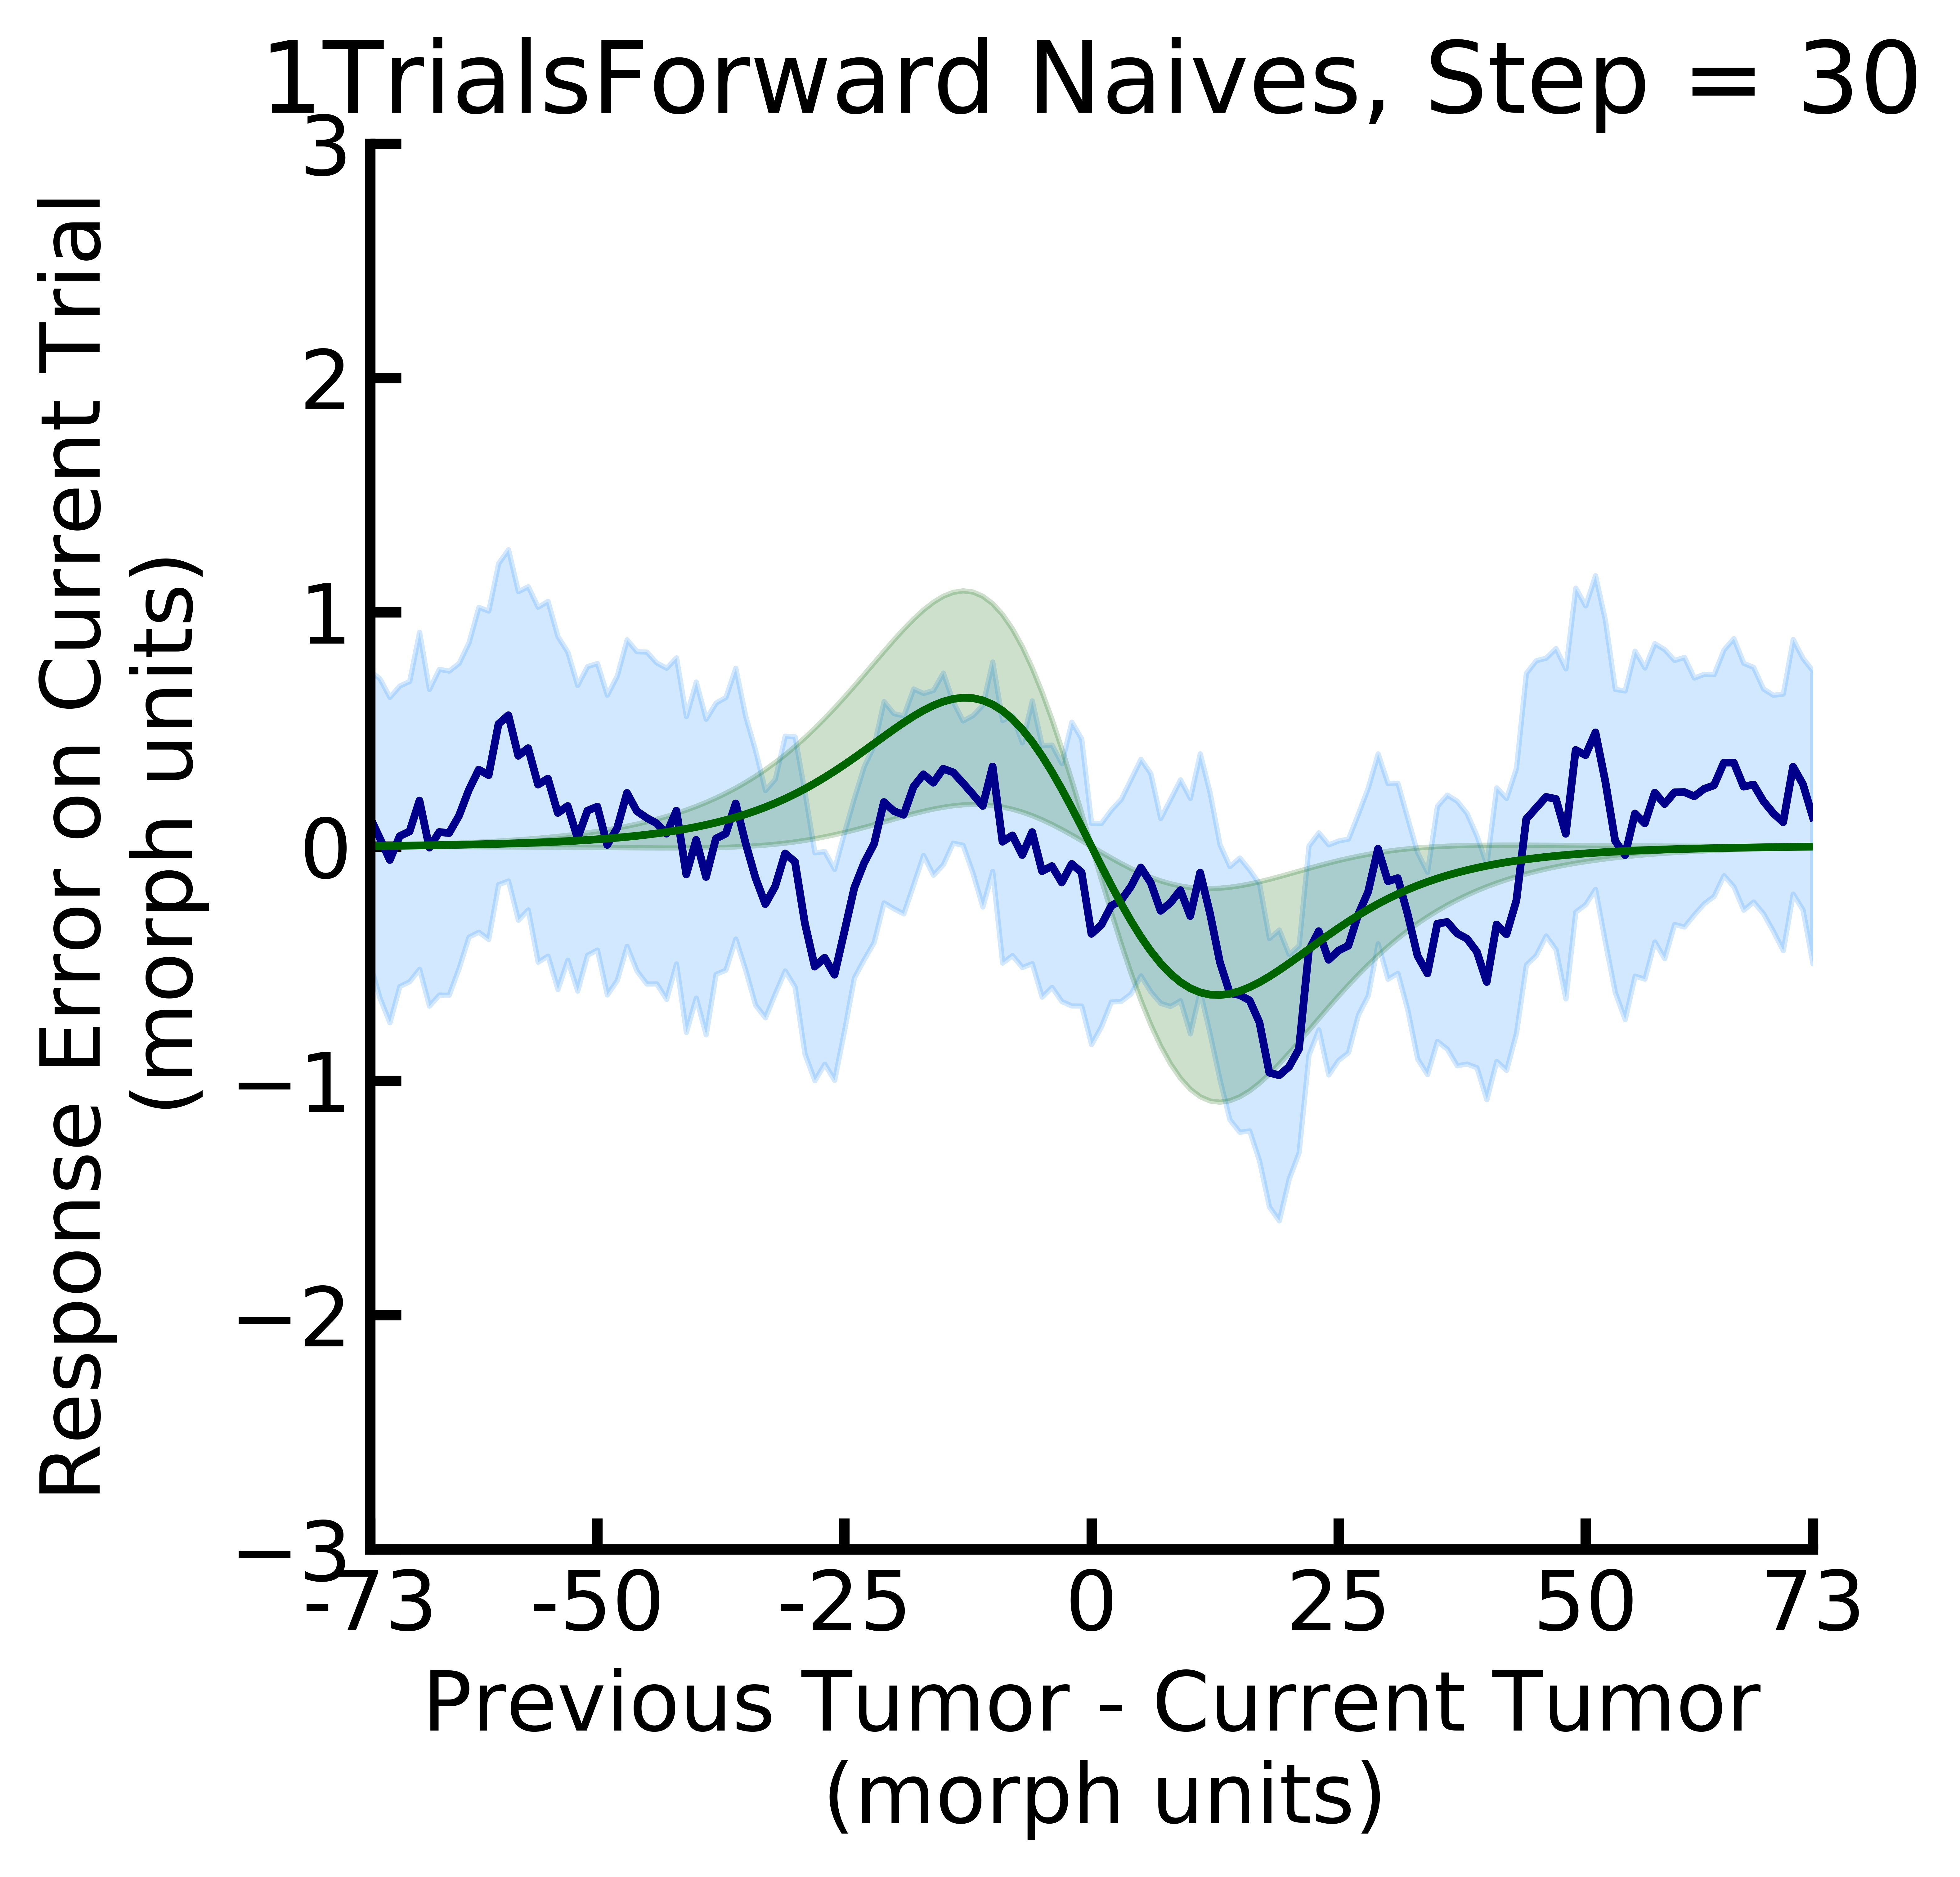 1TrialsForward Naives, Step = 30
Response Error on Current Trial
(morph units)
3
2
1
0
−1
−2
−3
-73 -50 -25 0 25 50 73
Previous Tumor - Current Tumor
(morph units)